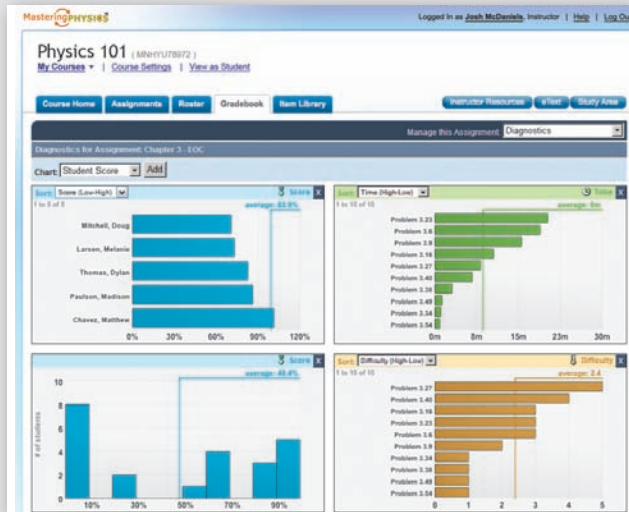 MasteringPHYSICS
Logged in as Josh McDaniels, Instructor | Help | Log Ou
Physics 101 (MNHYU78972)
My Courses | Course Settings | View as Student
Course Home Assignments Roster Gradebook Item Library Instructor Resources eText Study Area
Manage this Assignment: Diagnostics
Diagnostics for Assignment: Chapter 3 - EOC
Chart: Student Score Add
Sort: Score (Low-High) Score X
1 to 5 of 5
Mitchell, Doug
Larsen, Melanie
Thomas, Dylan
Paulson, Madison
Chavez, Matthew
0% 30% 60% 70% 90% 100% 120%
Sort: Time (High-Low) Time X
1 to 10 of 10 average: 8m
Problem 3.23
Problem 3.6
Problem 3.9
Problem 3.16
Problem 3.27
Problem 3.40
Problem 3.38
Problem 3.49
Problem 3.34
Problem 3.54
0m 8m 15m 23m 30m
Score X
# of students
10
8
6
4
2
0
10% 30% 50% 70% 90%
Sort: Difficulty (High-Low) Difficulty X
1 to 10 of 10 average: 2.4
Problem 3.27
Problem 3.40
Problem 3.16
Problem 3.23
Problem 3.6
Problem 3.9
Problem 3.34
Problem 3.38
Problem 3.49
Problem 3.54
0 1 2 3 4 5